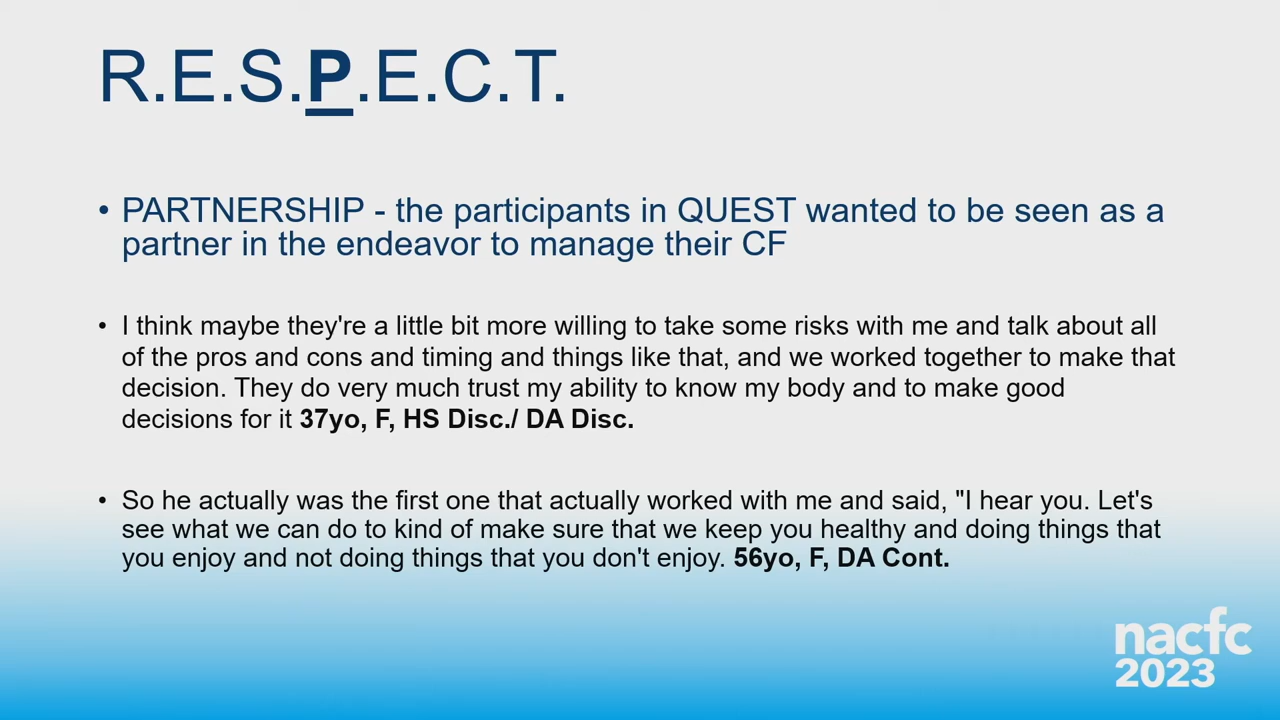 R.E.S.P.E.C.T.
• PARTNERSHIP - the participants in QUEST wanted to be seen as a
partner in the endeavor to manage their CF
• I think maybe they're a little bit more willing to take some risks with me and talk about all
of the pros and cons and timing and things like that, and we worked together to make that
decision. They do very much trust my ability to know my body and to make good
decisions for it 37yo, F, HS Disc./ DA Disc.
• So he actually was the first one that actually worked with me and said, "I hear you. Let's
see what we can do to kind of make sure that we keep you healthy and doing things that
you enjoy and not doing things that you don't enjoy. 56yo, F, DA Cont.
nacfc
2023